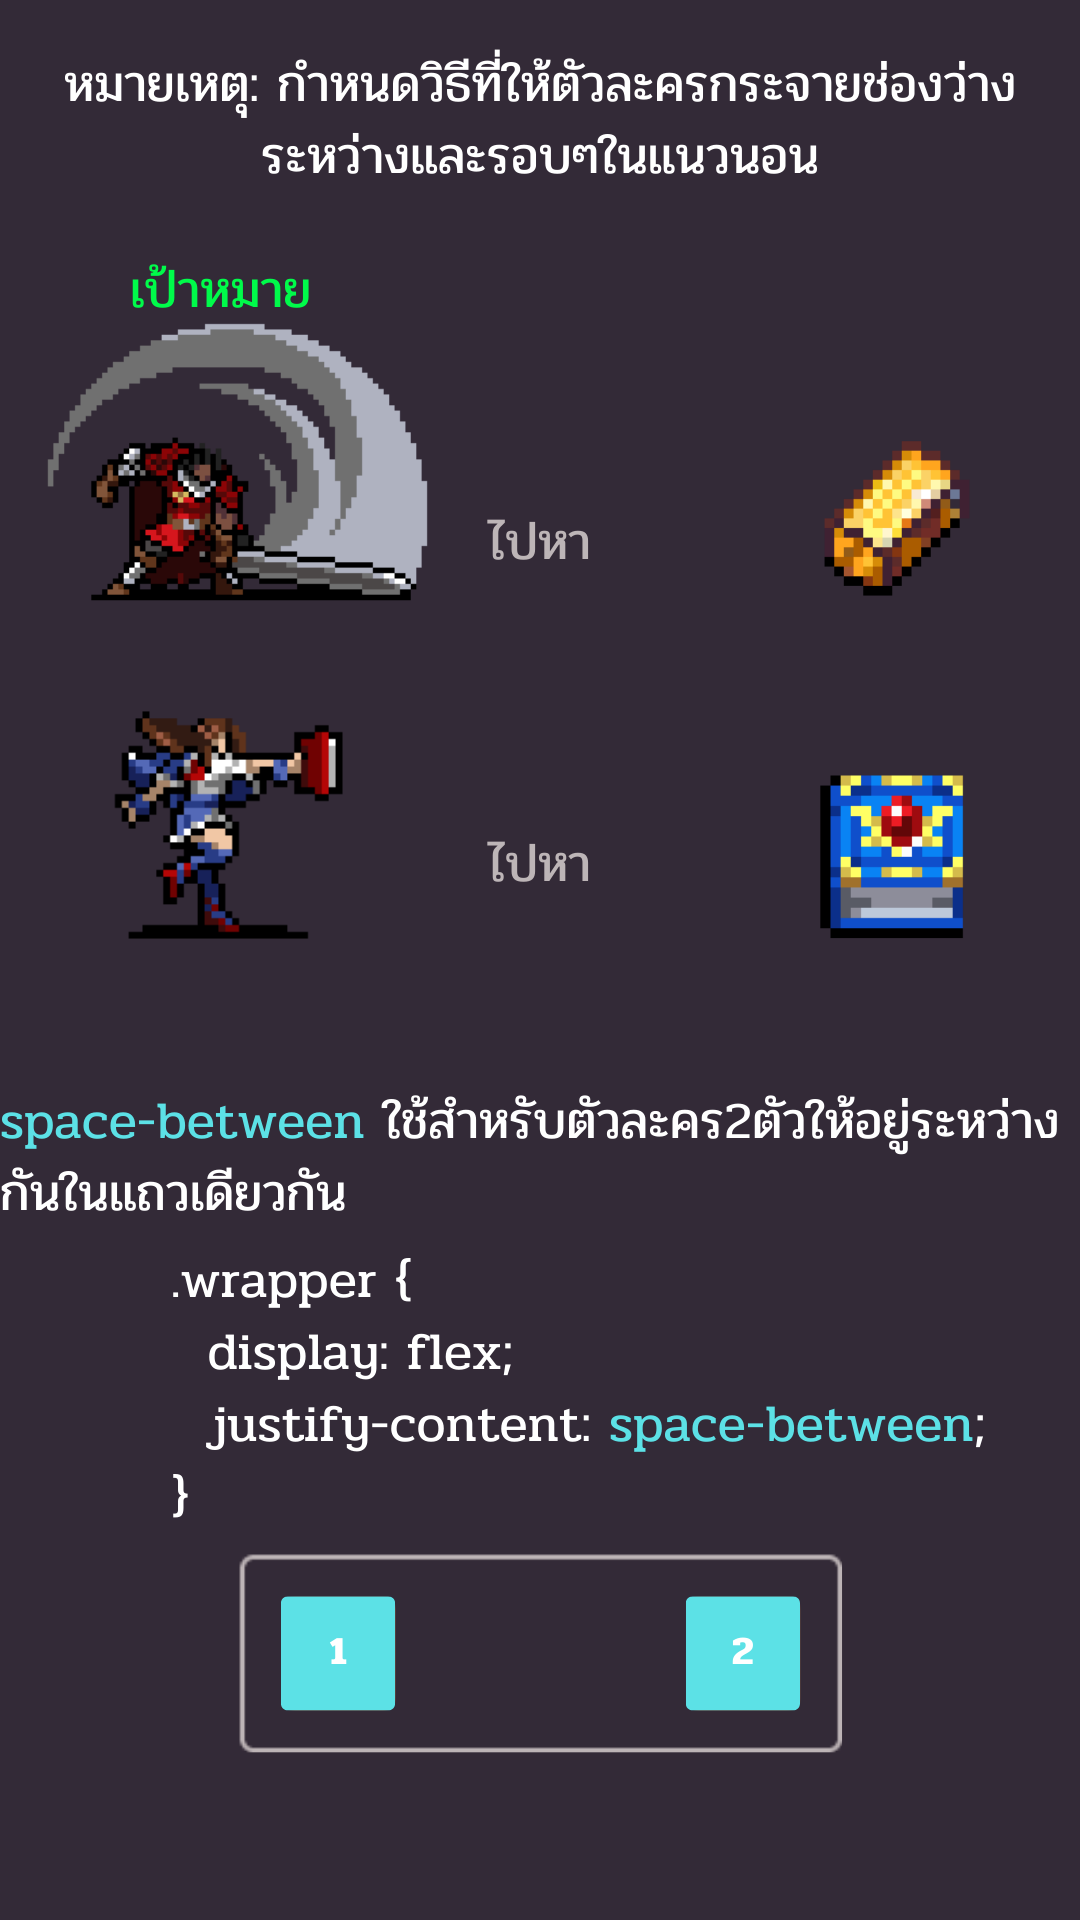 หมายเหตุ: กำหนดวิธีที่ให้ตัวละครกระจายช่องว่าง
ระหว่างและรอบๆในแนวนอน
เป้าหมาย
ไปหา
ไปหา
space-between ใช้สำหรับตัวละคร2ตัวให้อยู่ระหว่าง
กันในแถวเดียวกัน
.wrapper {
display: flex;
justify-content: space-between;
}
1 2